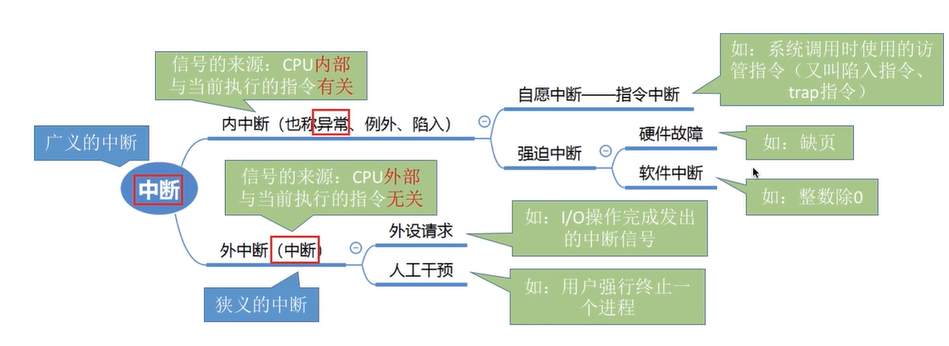 信号的来源：CPU内部
与当前执行的指令有关
如：系统调用时使用的访
管指令（又叫陷入指令、
trap指令）
自愿中断——指令中断
内中断（也称异常、例外、陷入）
广义的中断
硬件故障
如：缺页
强迫中断
软件中断
如：整数除0
中断
信号的来源：CPU外部
与当前执行的指令无关
外设请求
如：I/O操作完成发出
的中断信号
外中断（中断）
人工干预
如：用户强行终止一
个进程
狭义的中断